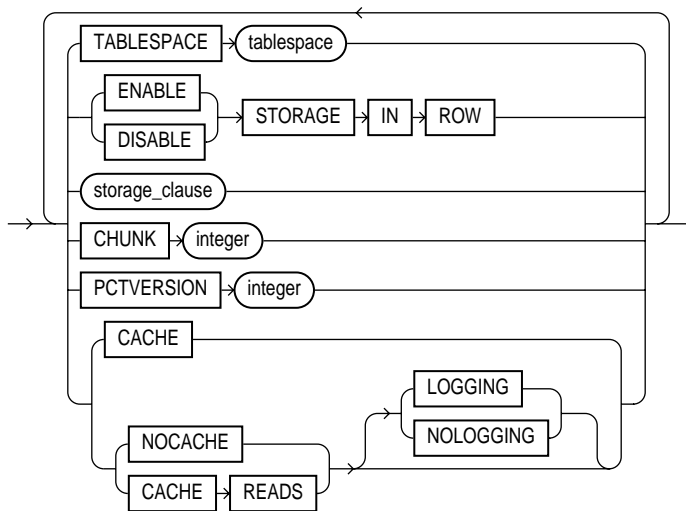 TABLESPACE tablespace
ENABLE
STORAGE IN ROW
DISABLE
storage_clause
CHUNK integer
PCTVERSION integer
CACHE
LOGGING
NOLOGGING
NOCACHE
CACHE READS